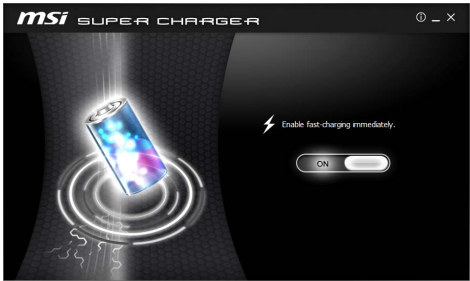 msi SUPER CHARGER
Enable fast-charging immediately.
ON